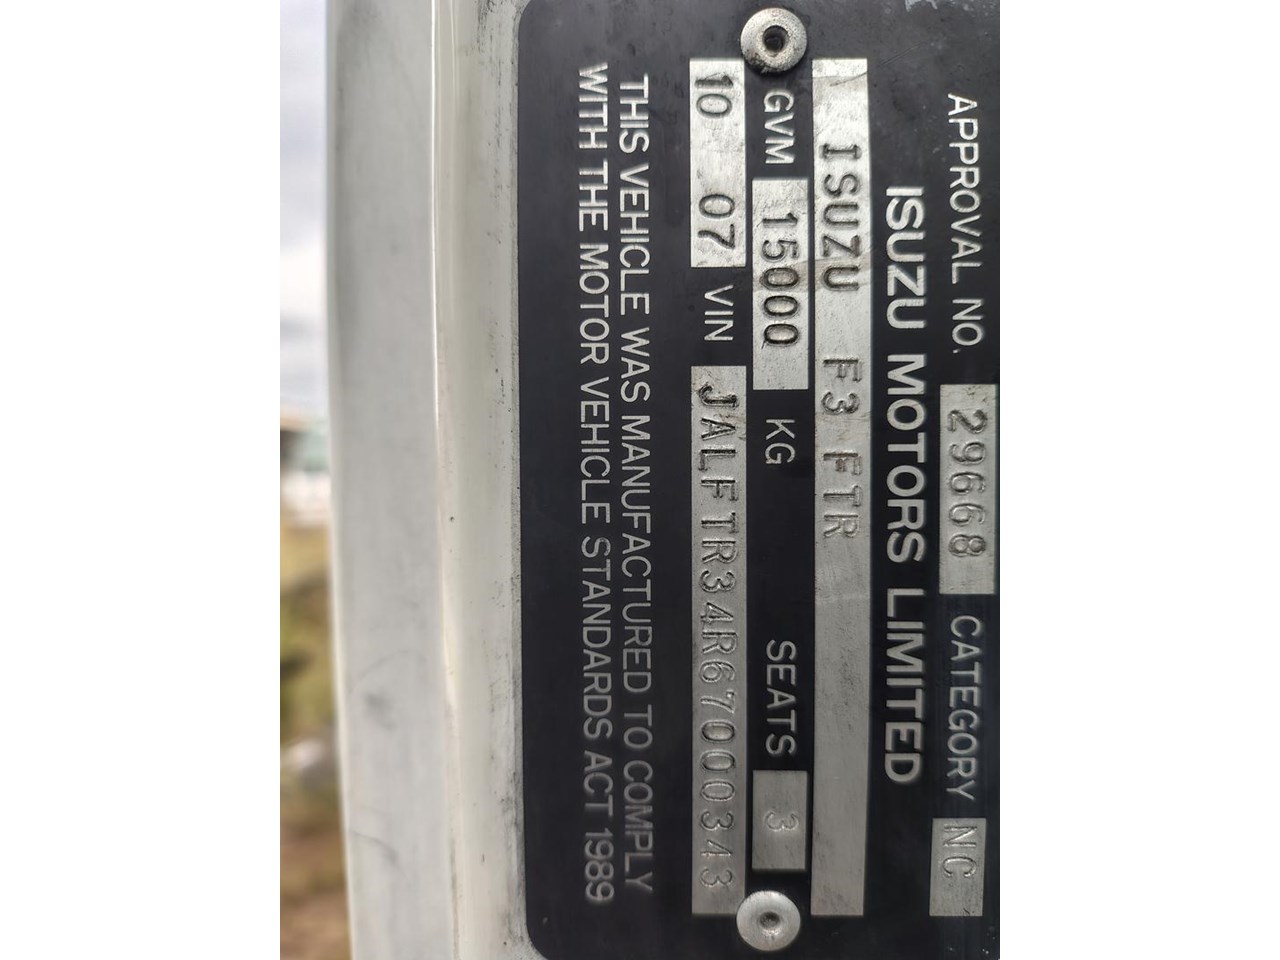 APPROVAL NO. 29668 CATEGORY NC
ISUZU MOTORS LIMITED
ISUZU F3 FTR
GVM 15000 KG SEATS 3
10 07 VIN JALFTR34R67000343
THIS VEHICLE WAS MANUFACTURED TO COMPLY
WITH THE MOTOR VEHICLE STANDARDS ACT 1989